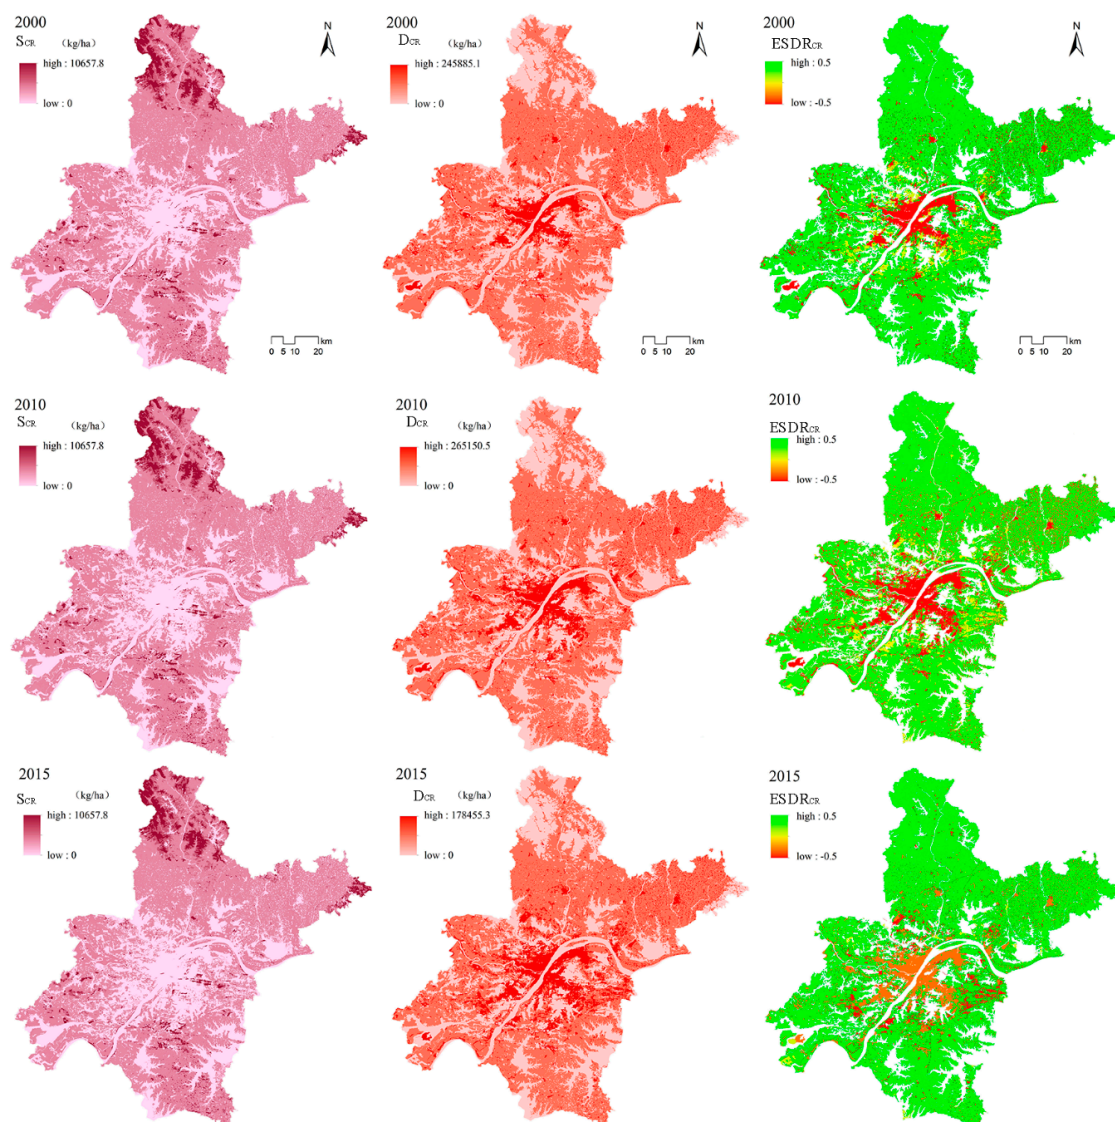 2000
SCR (kg/ha)
high : 10657.8
low : 0
N
0 5 10 20 km
2000
DCR (kg/ha)
high : 245885.1
low : 0
N
0 5 10 20 km
2000
ESDRCR
high : 0.5
low : -0.5
N
0 5 10 20 km
2010
SCR (kg/ha)
high : 10657.8
low : 0
2010
DCR (kg/ha)
high : 265150.5
low : 0
2010
ESDRCR
high : 0.5
low : -0.5
2015
SCR (kg/ha)
high : 10657.8
low : 0
2015
DCR (kg/ha)
high : 178455.3
low : 0
2015
ESDRCR
high : 0.5
low : -0.5